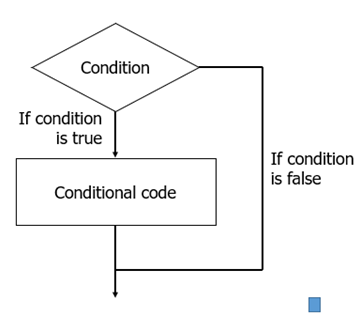 Condition
If condition
is true
Conditional code
If condition
is false